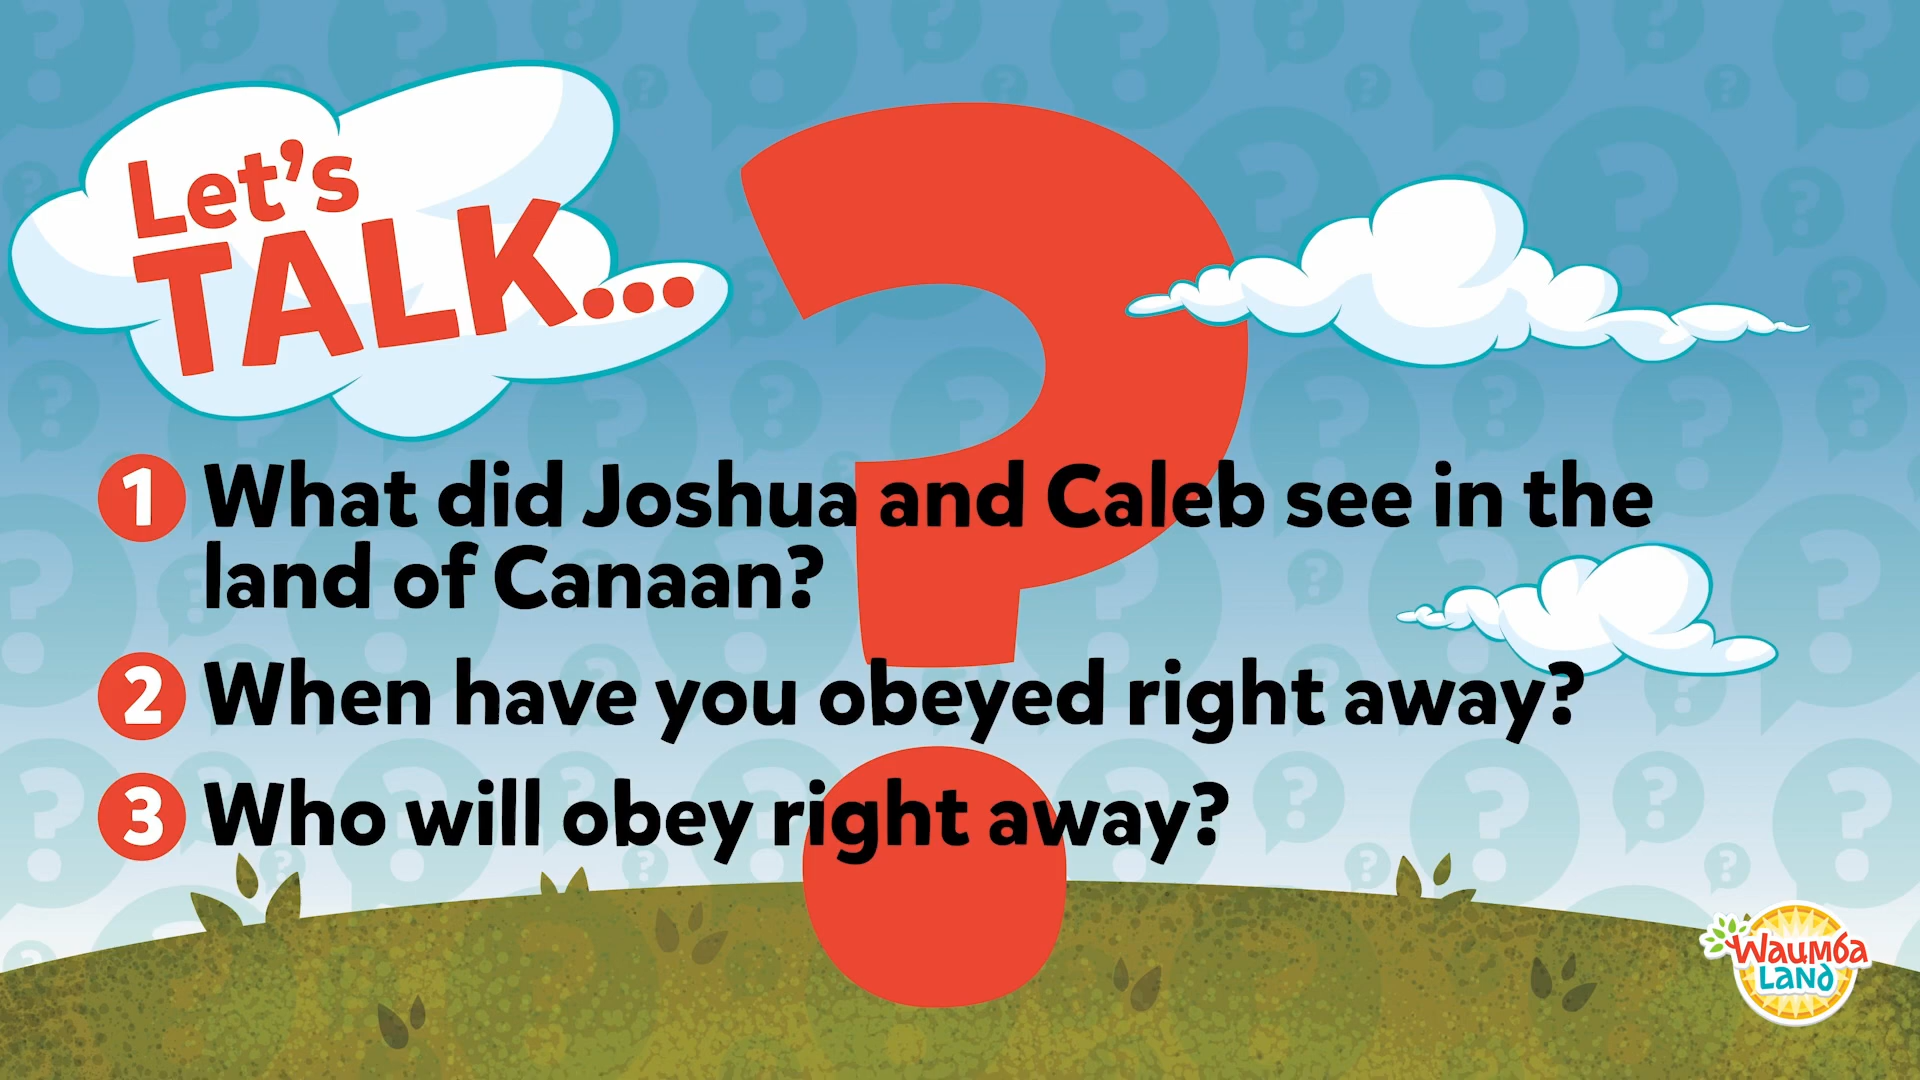 Let's
TALK...
1 What did Joshua and Caleb see in the
land of Canaan?
2 When have you obeyed right away?
3 Who will obey right away?
Waumba
Land